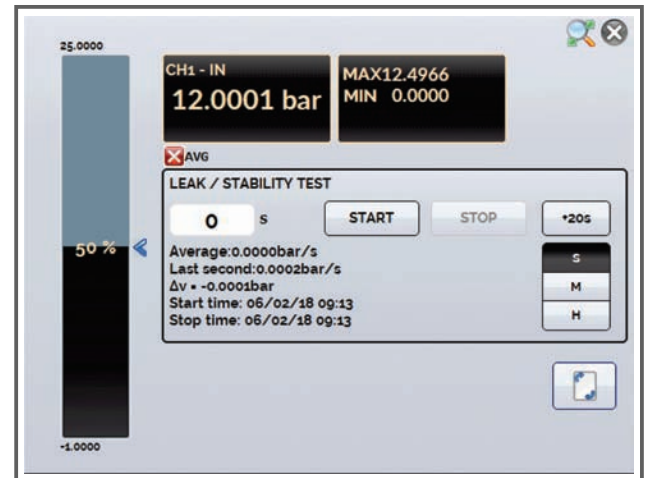 25.0000
CH1 - IN
12.0001 bar
MAX12.4966
MIN 0.0000
AVG
LEAK / STABILITY TEST
0 s START STOP +20s
50 %
Average:0.0000bar/s
Last second:0.0002bar/s
Δv = -0.0001bar
Start time: 06/02/18 09:13
Stop time: 06/02/18 09:13
S
M
H
-1.0000